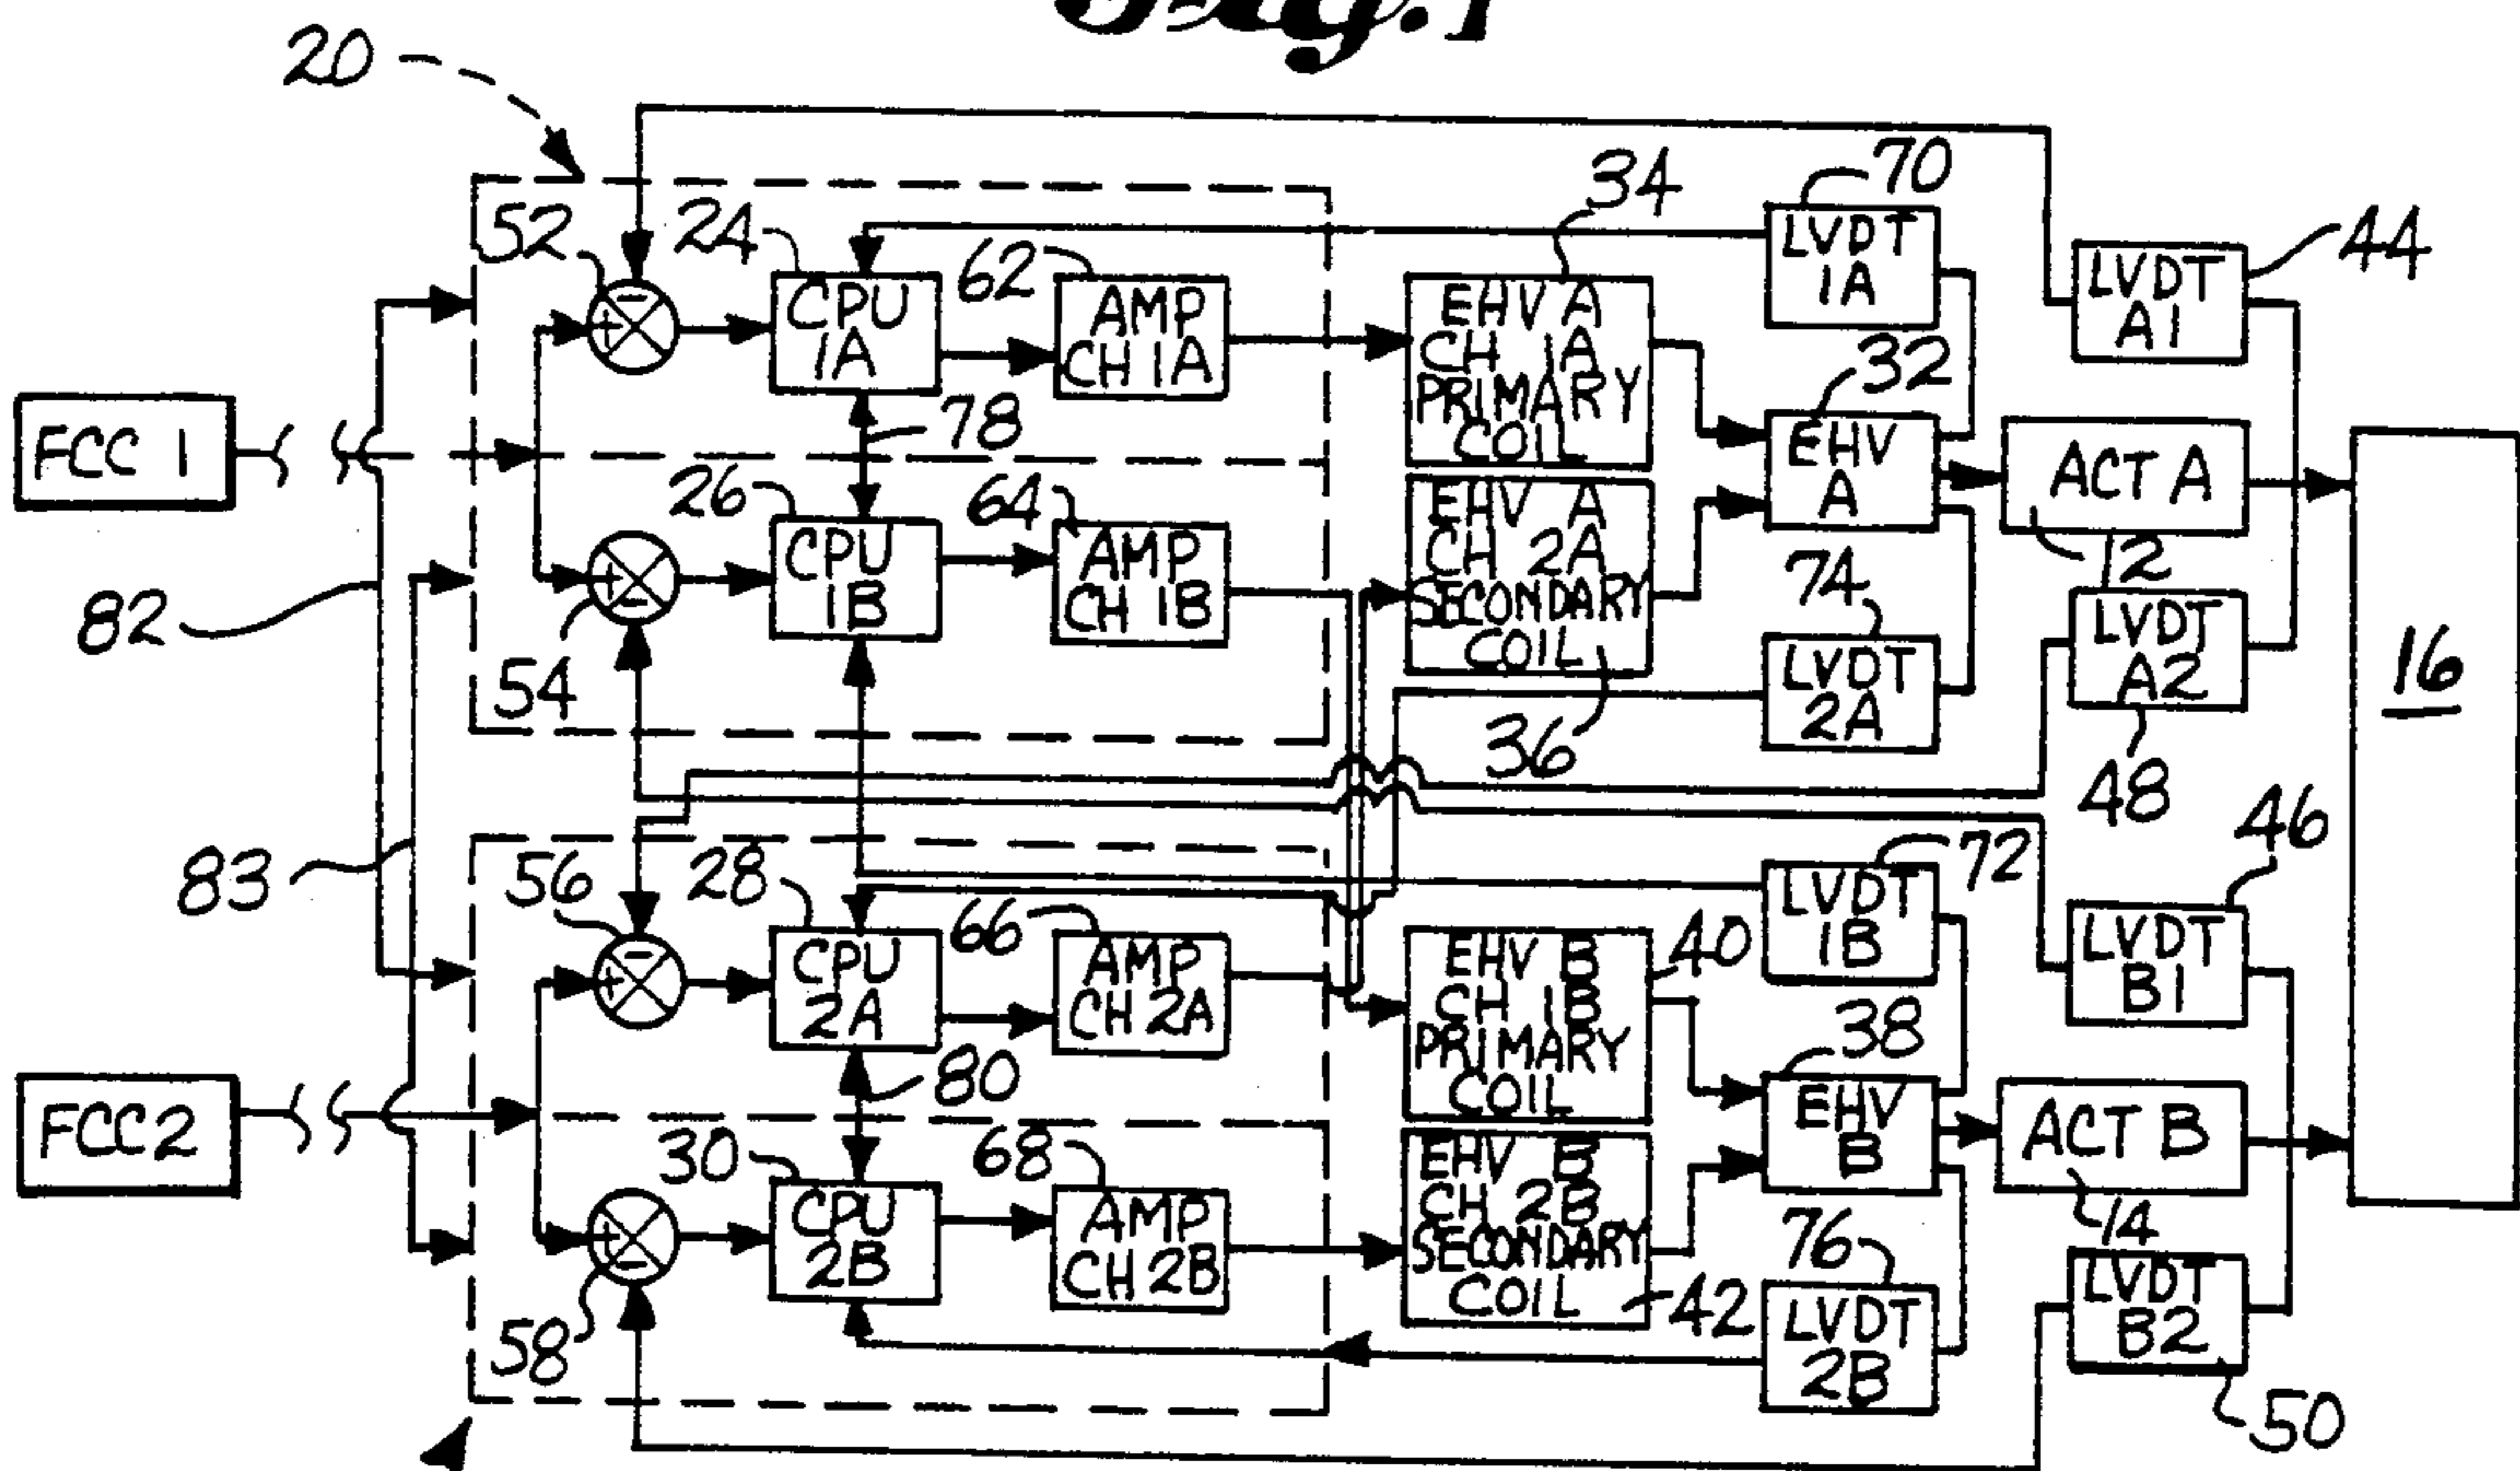 Fig. 1
20
52
24
62
34
70
44
LVDT
1A
LVDT
A1
CPU
1A
AMP
CH 1A
EHV A
CH 1A
PRIMARY
COIL
32
FCC 1
78
EHV
A
ACT A
12
26
64
CPU
1B
AMP
CH 1B
EHV A
CH 2A
SECONDARY
COIL
74
LVDT
2A
LVDT
A2
16
82
54
36
48
46
83
56
28
66
40
72
LVDT
1B
LVDT
B1
CPU
2A
AMP
CH 2A
EHV B
CH 1B
PRIMARY
COIL
38
FCC2
80
EHV
B
ACT B
14
30
68
CPU
2B
AMP
CH 2B
EHV B
CH 2B
SECONDARY
COIL
42
76
LVDT
2B
LVDT
B2
58
50